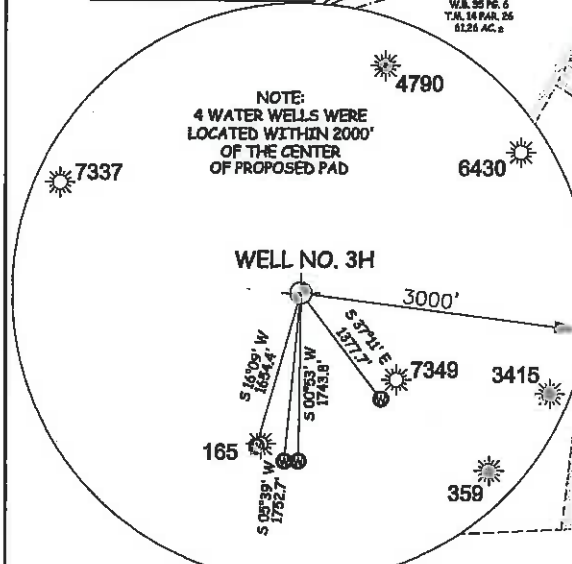 W.B. 35 PG. 6
T.M. 14 PAR. 26
61.26 AC. ±
4790
NOTE:
4 WATER WELLS WERE
LOCATED WITHIN 2000'
OF THE CENTER
OF PROPOSED PAD
6430
7337
WELL NO. 3H
3000'
S 16°09' W
1654.4'
S 00°53' W
1743.8'
S 37°11' E
1377.7'
7349
3415
165
W
W
W
S 05°39' W
1752.7'
359